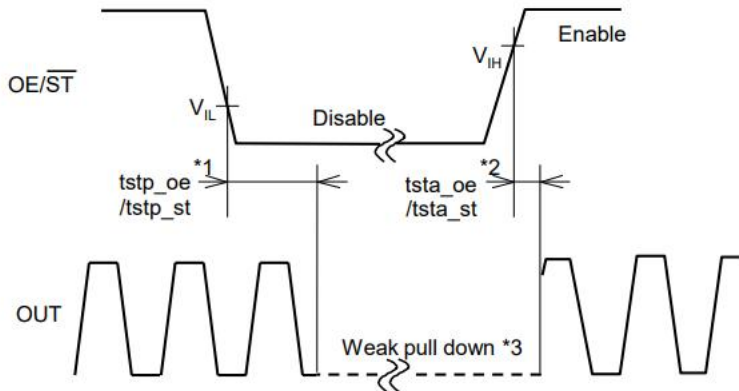 Enable
OE/ST
VIH
VIL
Disable
*1
tstp_oe
/tstp_st
*2
tsta_oe
/tsta_st
OUT
Weak pull down *3